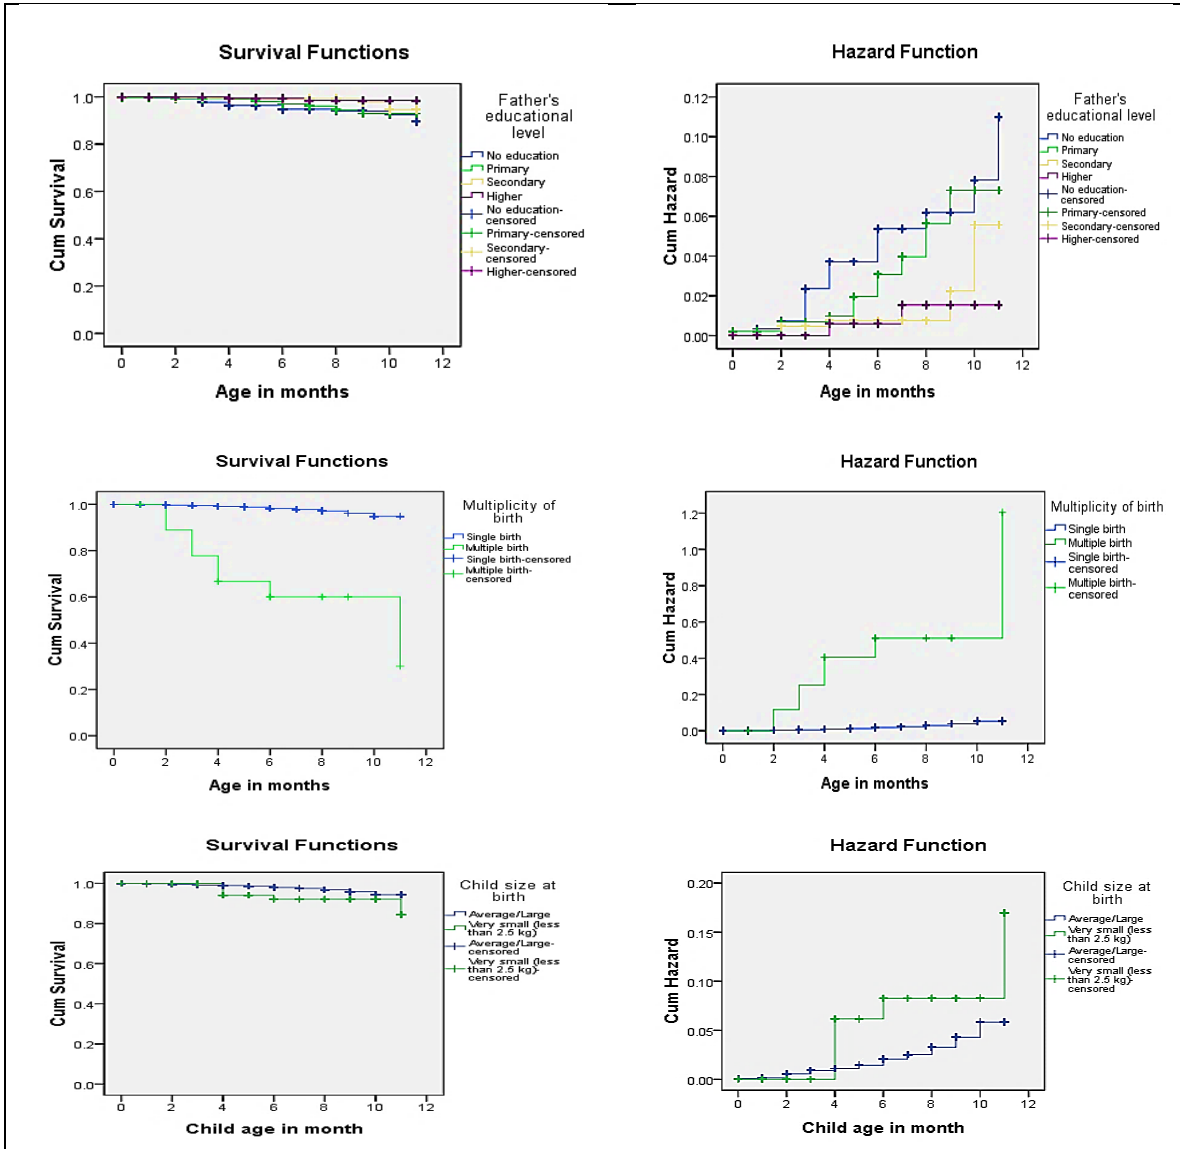 Survival Functions
Cum Survival
1.0
0.8
0.6
0.4
0.2
0.0
0 2 4 6 8 10 12
Age in months
Father's
educational
level
No education
Primary
Secondary
Higher
No education-
censored
Primary-censored
Secondary-
censored
Higher-censored
Hazard Function
Cum Hazard
0.12
0.10
0.08
0.06
0.04
0.02
0.00
0 2 4 6 8 10 12
Age in months
Father's
educational level
No education
Primary
Secondary
Higher
No education-
censored
Primary-censored
Secondary-censored
Higher-censored
Survival Functions
Cum Survival
1.0
0.8
0.6
0.4
0.2
0.0
0 2 4 6 8 10 12
Age in months
Multiplicity of
birth
Single birth
Multiple birth
Single birth-censored
Multiple birth-
censored
Hazard Function
Cum Hazard
1.2
1.0
0.8
0.6
0.4
0.2
0.0
0 2 4 6 8 10 12
Age in months
Multiplicity of birth
Single birth
Multiple birth
Single birth-
censored
Multiple birth-
censored
Survival Functions
Cum Survival
1.0
0.8
0.6
0.4
0.2
0.0
0 2 4 6 8 10 12
Child age in month
Child size at
birth
Average/Large
Very small (less
than 2.5 kg)
Average/Large-
censored
Very small (less
than 2.5 kg)-
censored
Hazard Function
Cum Hazard
0.20
0.15
0.10
0.05
0.00
0 2 4 6 8 10 12
Child age in month
Child size at
birth
Average/Large
Very small (less
than 2.5 kg)
Average/Large-
censored
Very small (less
than 2.5 kg)-
censored